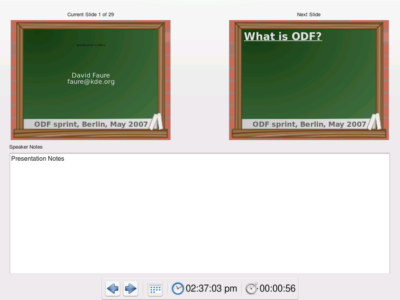 Current Slide 1 of 29
Next Slide
David Faure
faure@kde.org
ODF sprint, Berlin, May 2007
What is ODF?
ODF sprint, Berlin, May 2007
Speaker Notes
Presentation Notes
02:37:03 pm
00:00:56